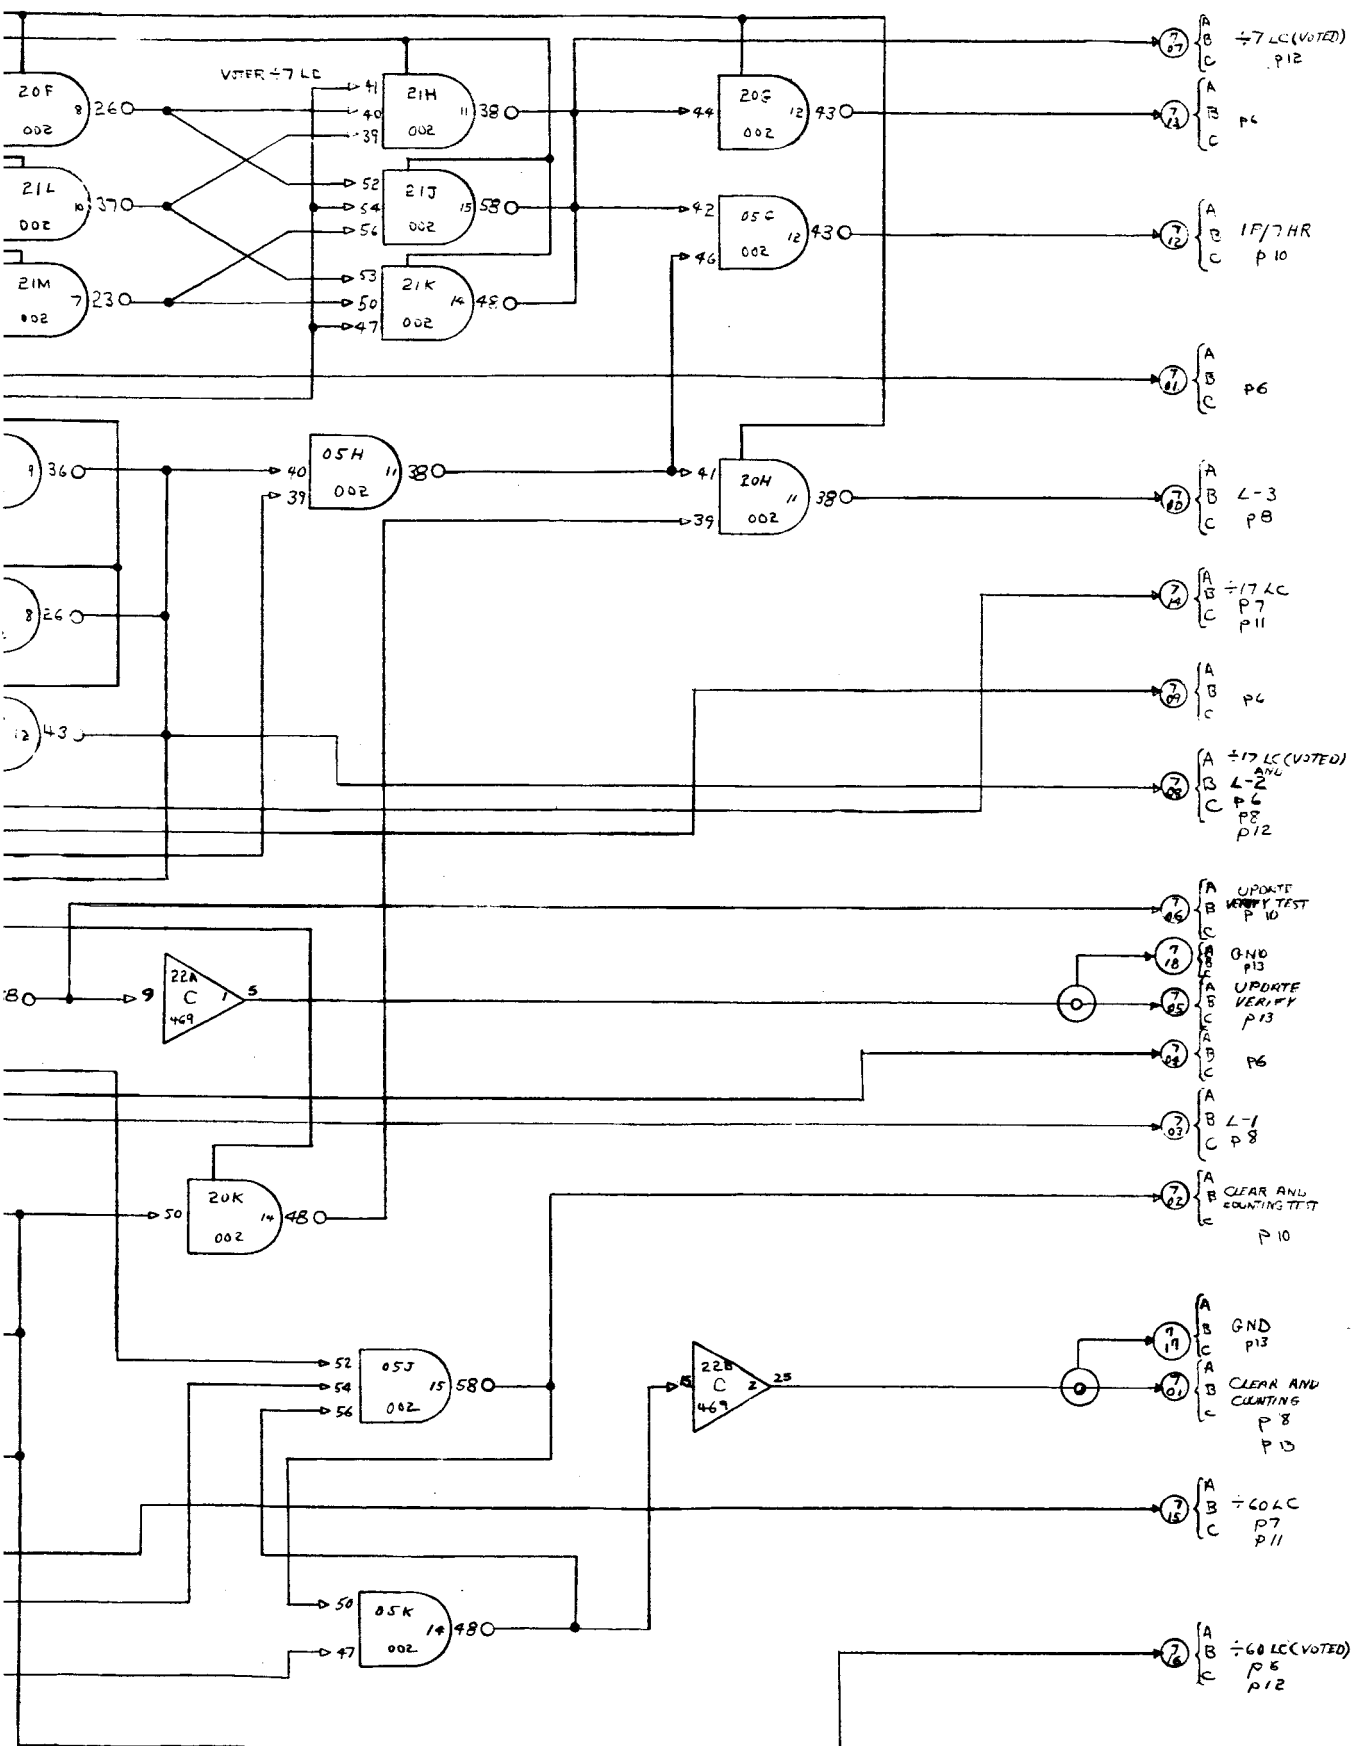 7 07 A B C ÷7 LC (VOTED) p12
VOTER ÷7 LC
20F 8 26 002
41 40 39 21H 11 38 002
44 20G 12 43 002
A B C p6
21L 10 37 002
52 54 56 21J 15 58 002
42 46 05G 12 43 002
7 12 A B C 1F/7 HR p10
21M 7 23 002
53 50 47 21K 14 48 002
7 01 A B C p6
9 36
40 39 05H 11 38 002
41 39 20H 11 38 002
7 00 A B C L-3 p8
8 26
7 14 A B C ÷17 LC p7 p11
7 09 A B C p6
12 43
7 08 A B C ÷17 LC (VOTED) AND L-2 p6 p8 p12
7 06 A B C UPDATE VERIFY TEST p10
7 18 A B C GND p13
8 9 22A C 1 5 469
7 05 A B C UPDATE VERIFY p13
7 04 A B C p6
7 03 A B C L-1 p8
50 20K 14 48 002
7 02 A B C CLEAR AND COUNTING TEST p10
7 17 A B C GND p13
52 54 56 05J 15 58 002
15 22B C 2 25 469
01 A B C CLEAR AND COUNTING p8 p13
7 15 A B C ÷60 LC p7 p11
50 47 05K 14 48 002
7 16 A B C ÷60 LC (VOTED) p6 p12